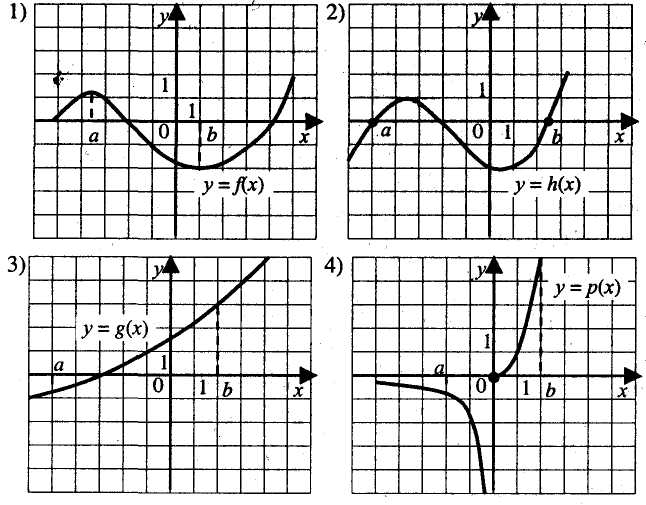 1)
y
1
1
a
0
b
x
y = f(x)
2)
y
1
a
0
1
b
x
y = h(x)
3)
y
y = g(x)
a
1
0
1
b
x
4)
y
y = p(x)
1
a
0
1
b
x